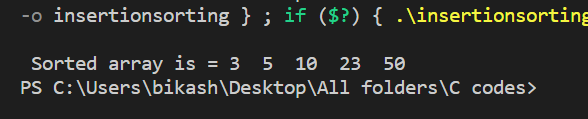 -o insertionsorting } ; if ($?) { .\insertionsorting
Sorted array is = 3  5  10  23  50
PS C:\Users\bikash\Desktop\All folders\C codes>